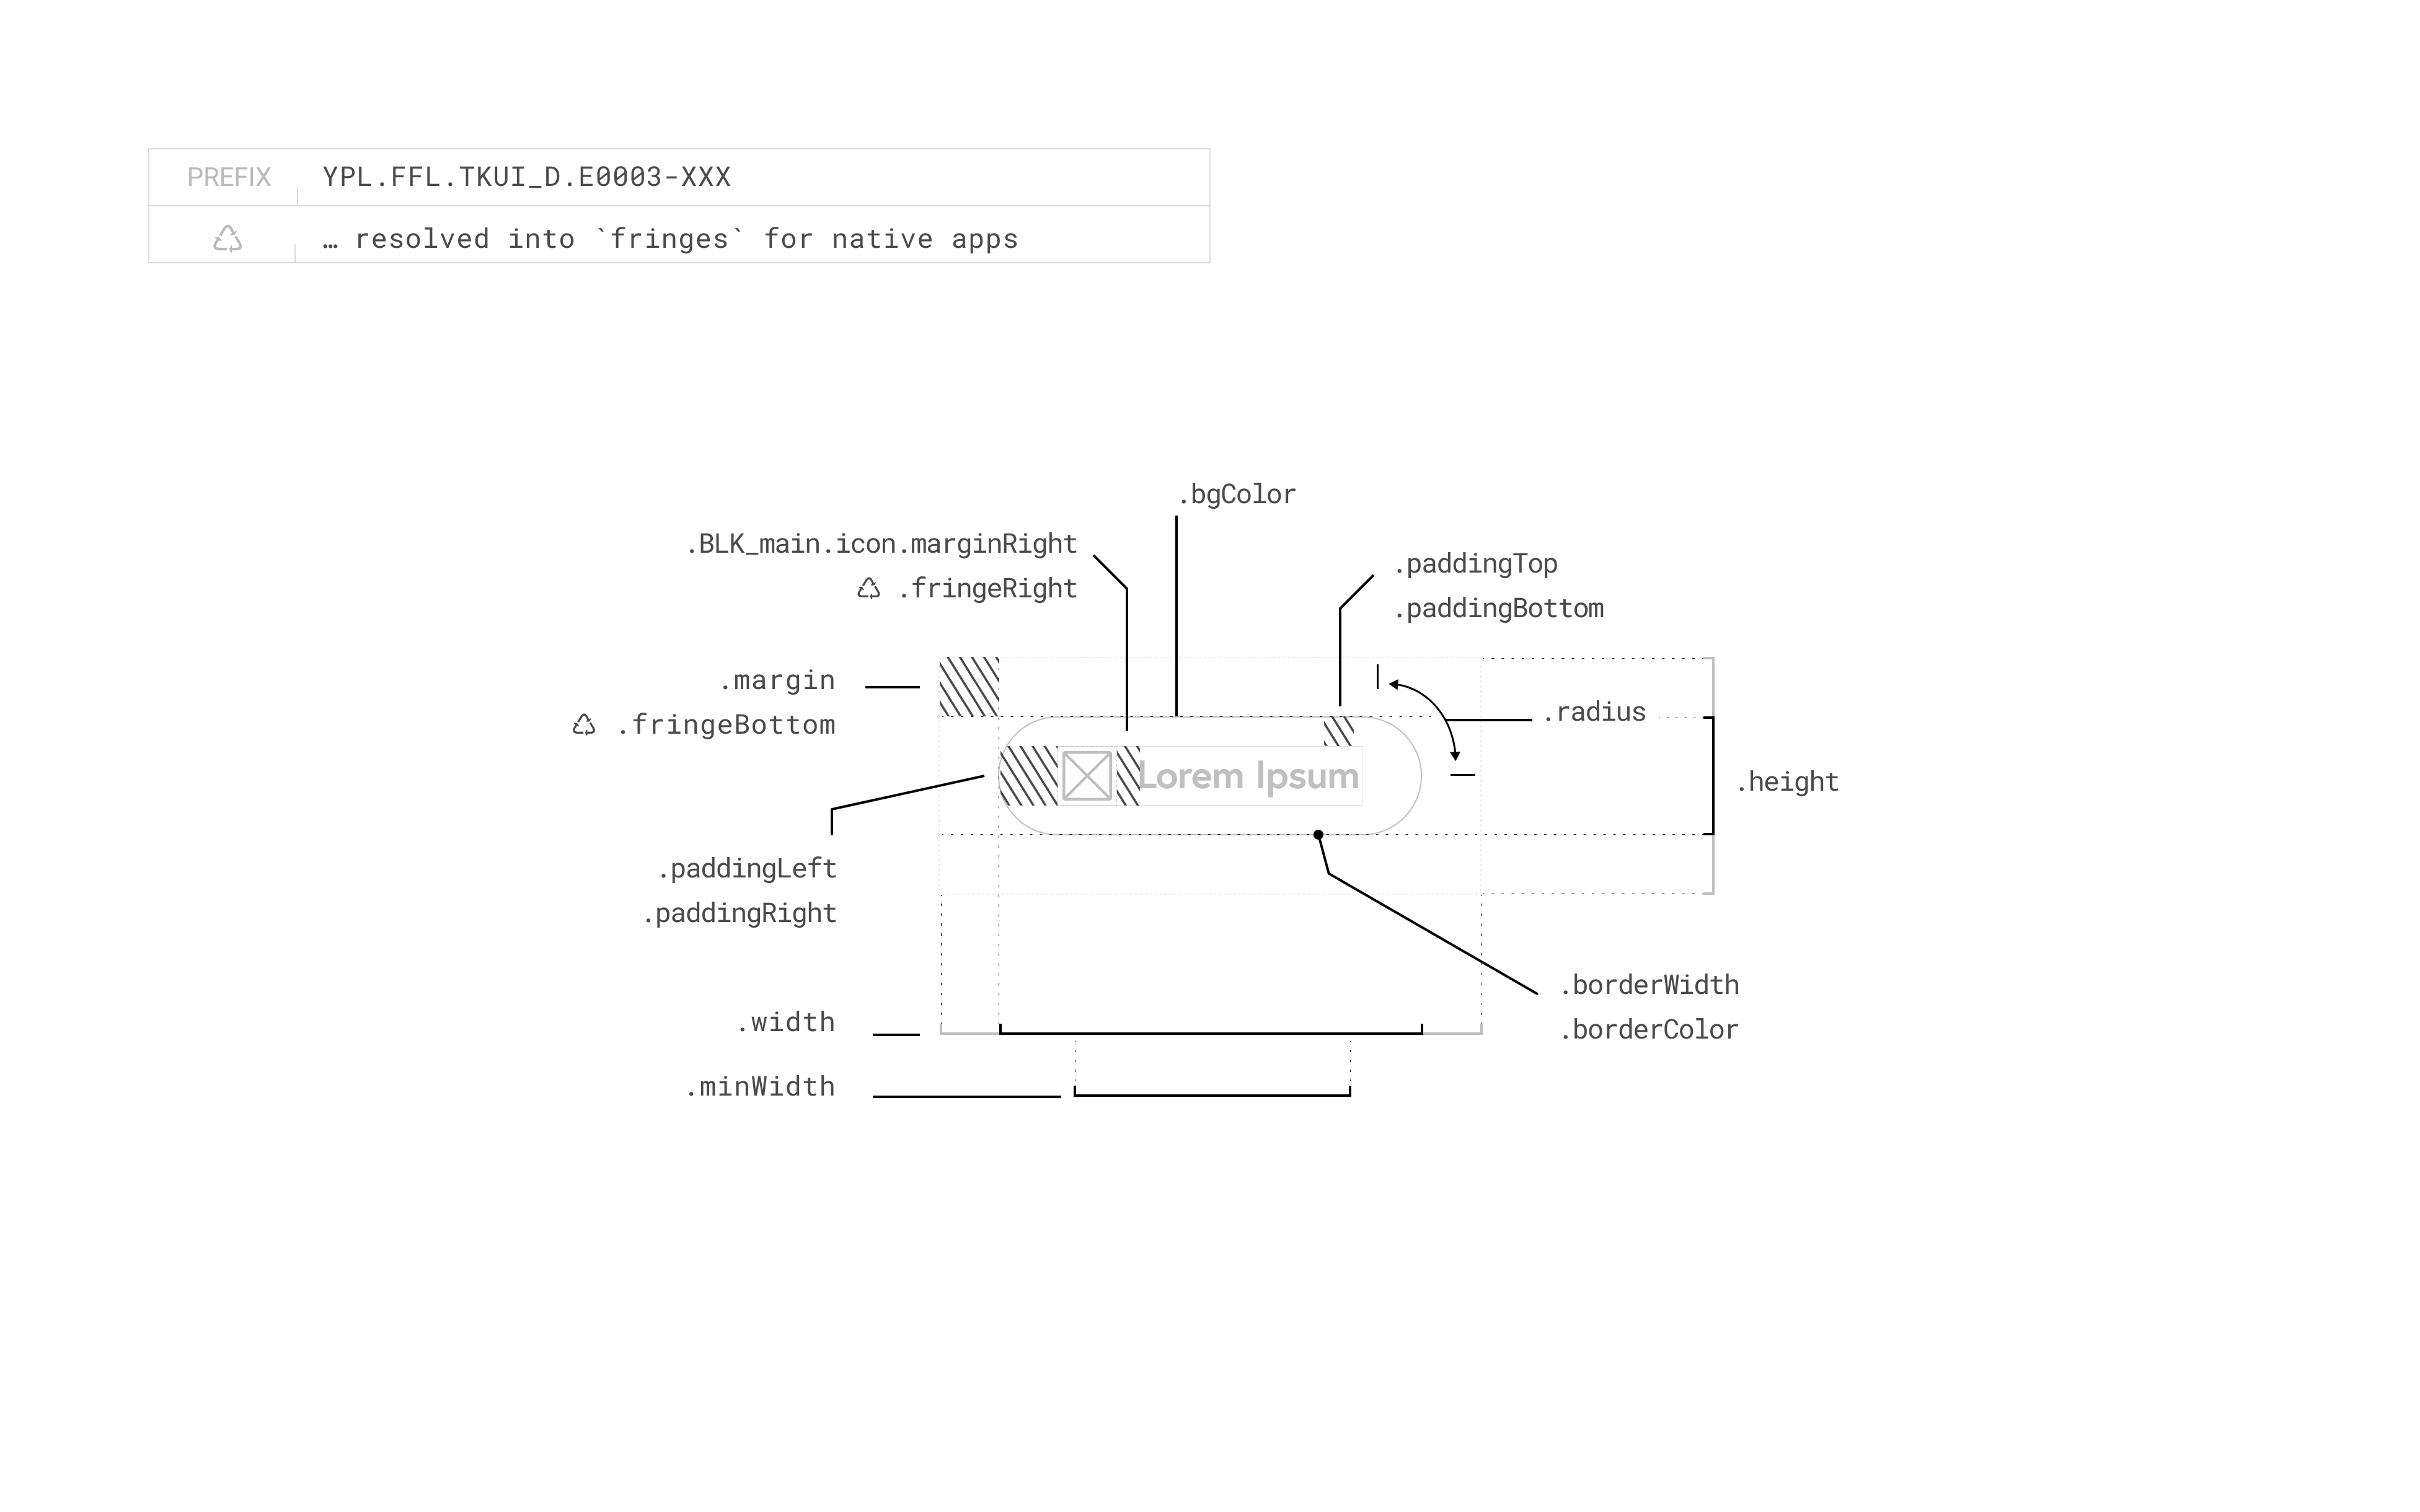 PREFIX YPL.FFL.TKUI_D.E0003-XXX
… resolved into `fringes` for native apps
.bgColor
.BLK_main.icon.marginRight
.fringeRight
.paddingTop
.paddingBottom
.margin
.fringeBottom
.radius
Lorem Ipsum
.height
.paddingLeft
.paddingRight
.borderWidth
.borderColor
.width
.minWidth